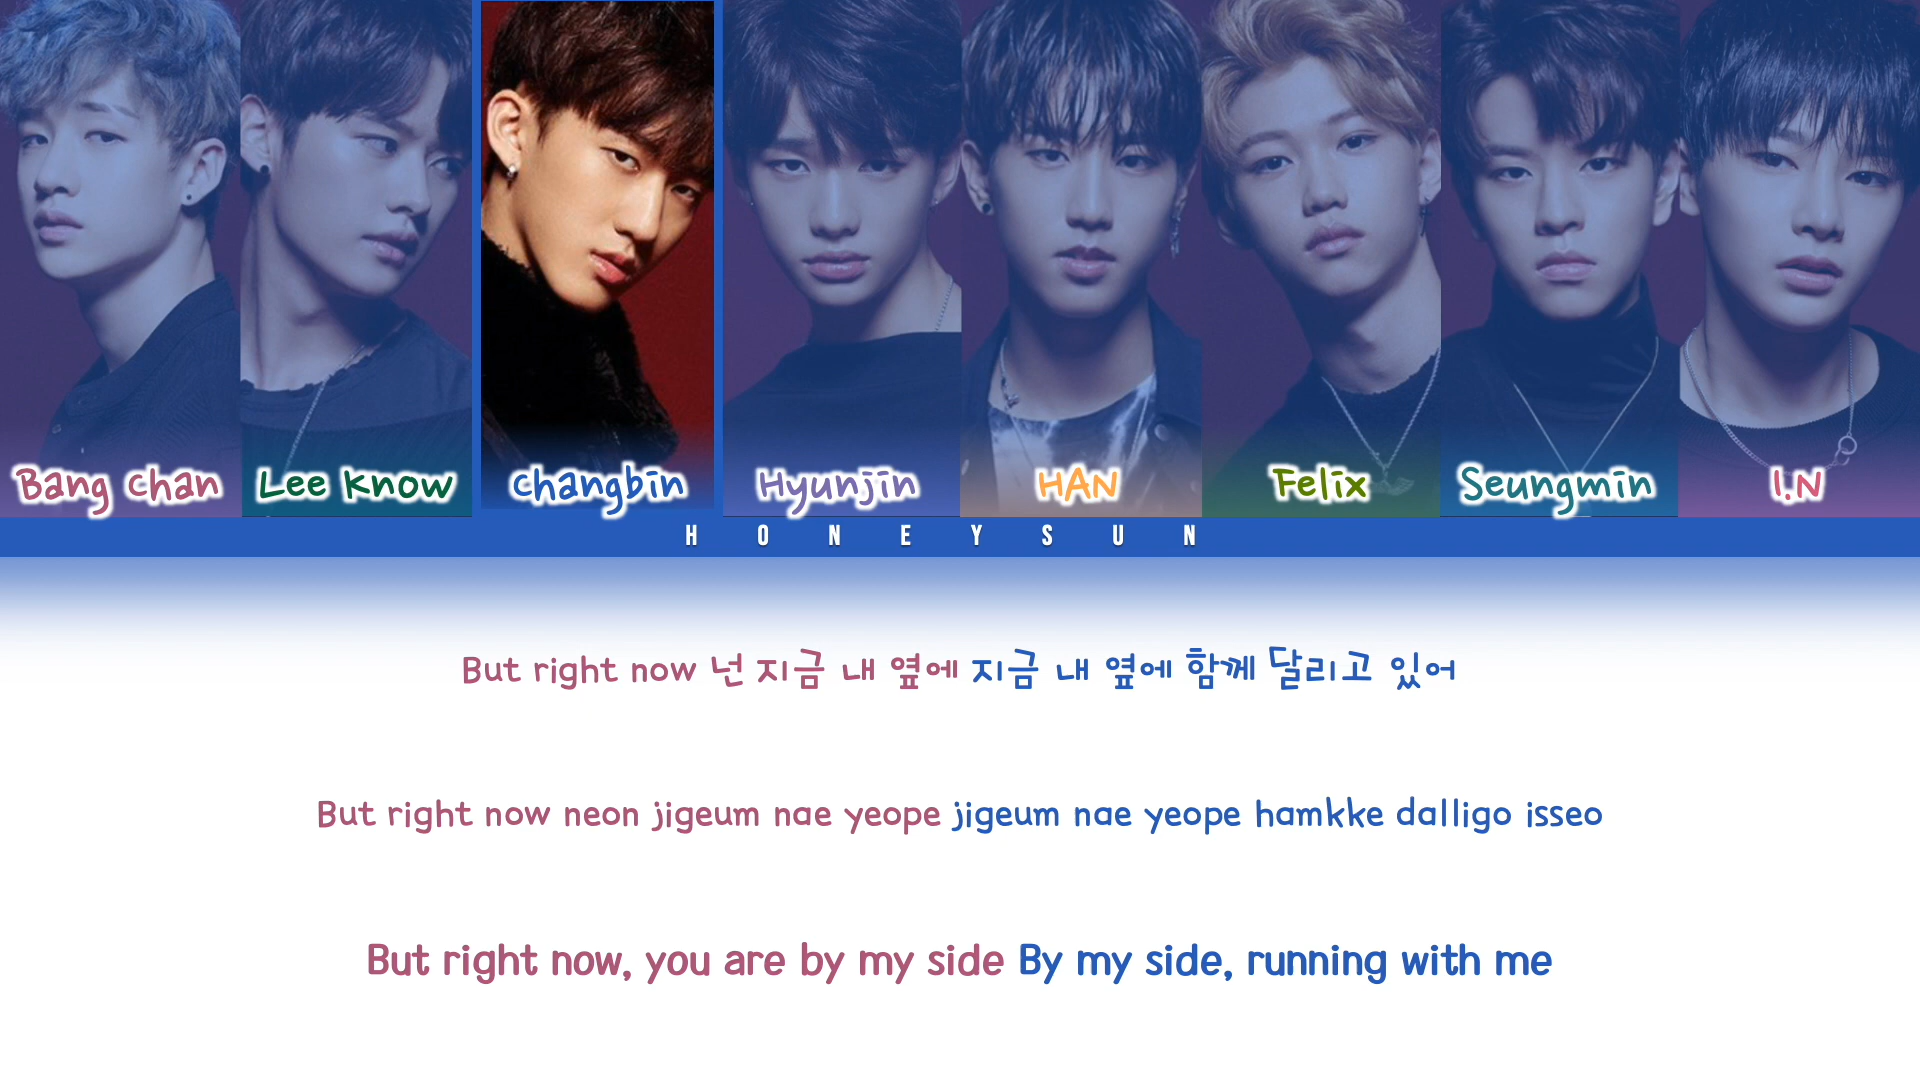 Bang Chan Lee Know Changbin Hyunjin HAN Felix Seungmin I.N
HONEYSUN
But right now 넌 지금 내 옆에 지금 내 옆에 함께 달리고 있어
But right now neon jigeum nae yeope jigeum nae yeope hamkke dalligo isseo
But right now, you are by my side By my side, running with me